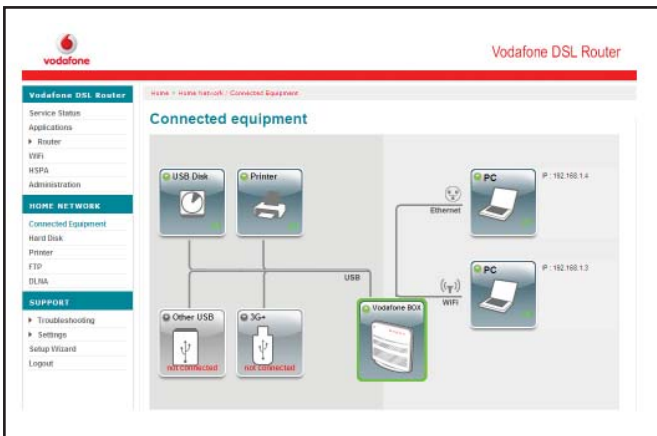 vodafone
Vodafone DSL Router
Vodafone DSL Router
Service Status
Applications
Router
WiFi
HSPA
Administration
HOME NETWORK
Connected Equipment
Hard Disk
Printer
FTP
DLNA
SUPPORT
Troubleshooting
Settings
Setup Wizard
Logout
Home > Home Network / Connected Equipment
Connected equipment
USB Disk
Printer
PC
IP : 192.168.1.4
Ethernet
USB
PC
IP : 192.168.1.3
WIFI
Other USB
not connected
3G+
not connected
Vodafone BOX